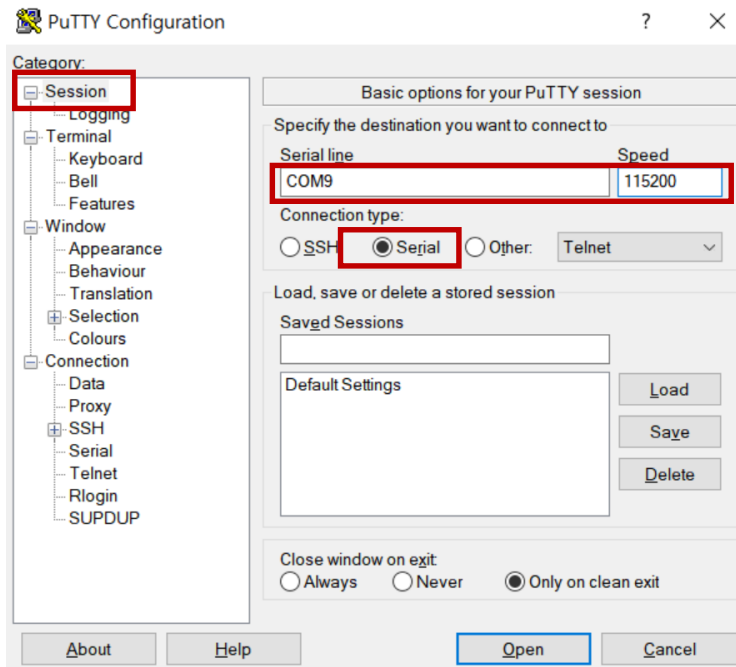 PuTTY Configuration ? ×
Category:
Session
Logging
Terminal
Keyboard
Bell
Features
Window
Appearance
Behaviour
Translation
Selection
Colours
Connection
Data
Proxy
SSH
Serial
Telnet
Rlogin
SUPDUP
Basic options for your PuTTY session
Specify the destination you want to connect to
Serial line Speed
COM9 115200
Connection type:
SSH Serial Other: Telnet
Load, save or delete a stored session
Saved Sessions
Default Settings
Load
Save
Delete
Close window on exit:
Always Never Only on clean exit
About Help Open Cancel